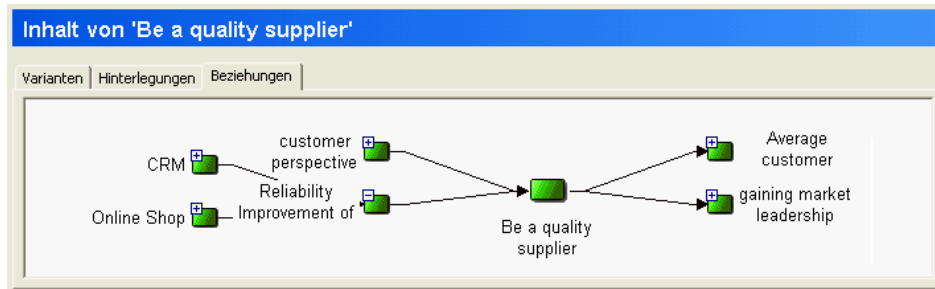 Inhalt von 'Be a quality supplier'
Varianten
Hinterlegungen
Beziehungen
CRM
Online Shop
customer
perspective
Reliability
Improvement of
Be a quality
supplier
Average
customer
gaining market
leadership